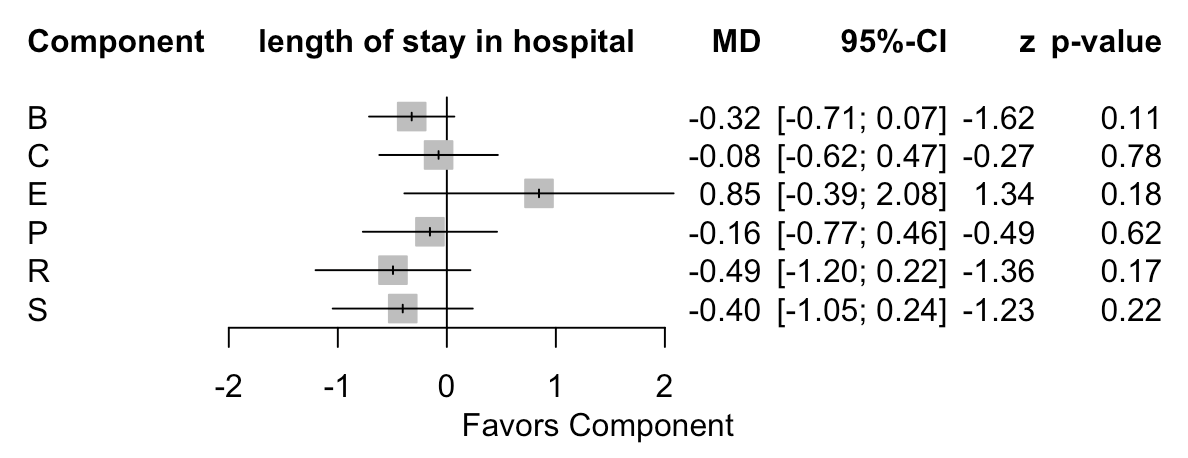 Component length of stay in hospital MD 95%-CI z p-value
B -0.32 [-0.71; 0.07] -1.62 0.11
C -0.08 [-0.62; 0.47] -0.27 0.78
E 0.85 [-0.39; 2.08] 1.34 0.18
P -0.16 [-0.77; 0.46] -0.49 0.62
R -0.49 [-1.20; 0.22] -1.36 0.17
S -0.40 [-1.05; 0.24] -1.23 0.22
-2 -1 0 1 2
Favors Component